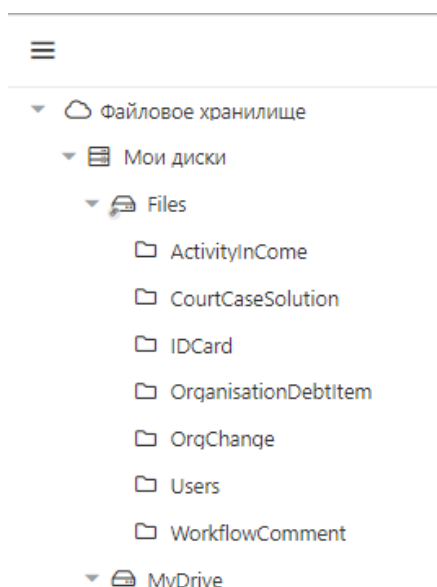 Файловое хранилище
Мои диски
Files
ActivityInCome
CourtCaseSolution
IDCard
OrganisationDebtItem
OrgChange
Users
WorkflowComment
MyDrive